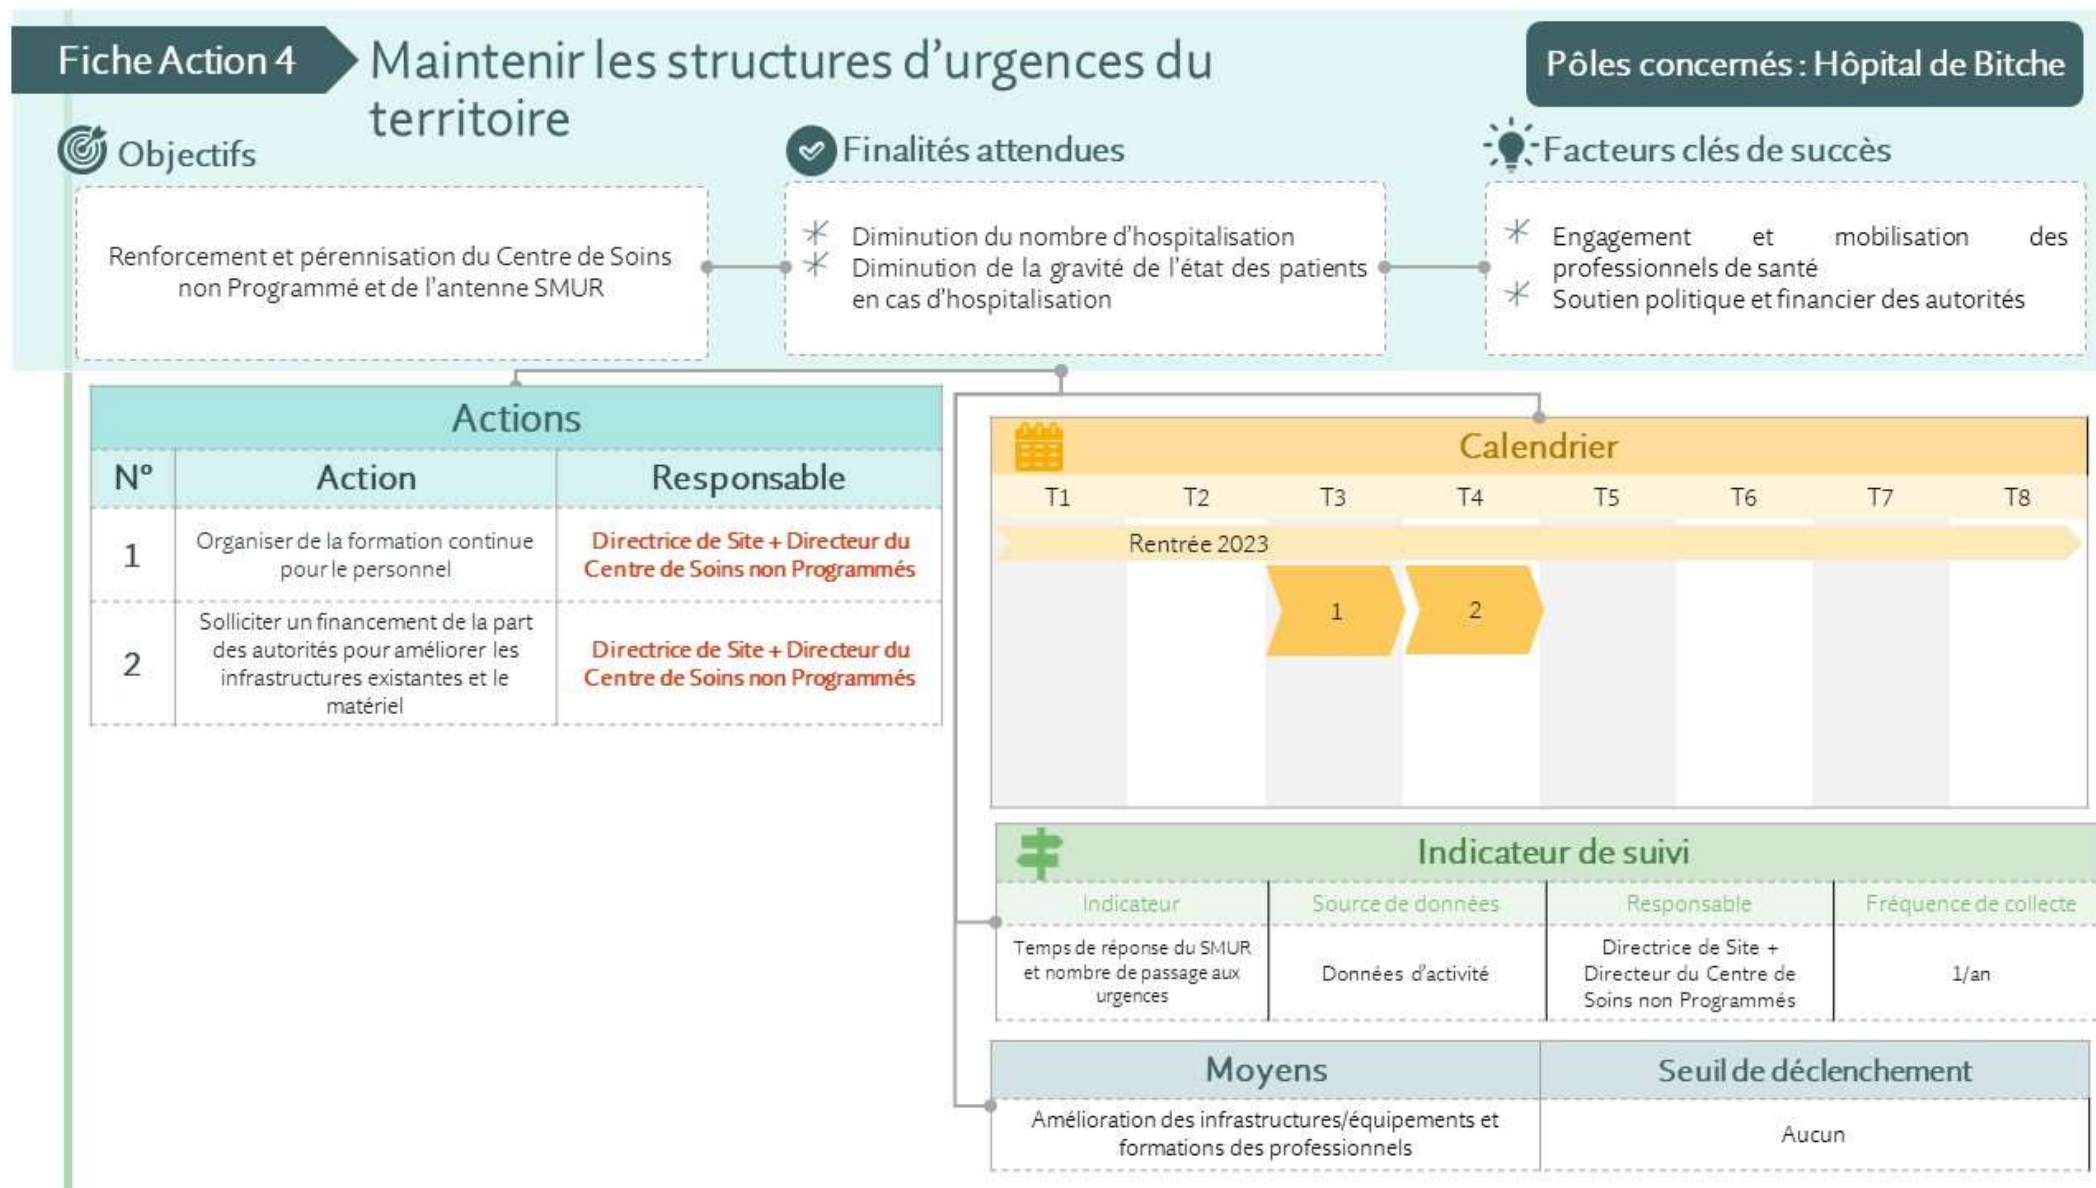 Fiche Action 4
Maintenir les structures d'urgences du
territoire
Pôles concernés : Hôpital de Bitche
Objectifs
Renforcement et pérennisation du Centre de Soins
non Programmé et de l'antenne SMUR
Finalités attendues
Diminution du nombre d'hospitalisation
Diminution de la gravité de l'état des patients
en cas d'hospitalisation
Facteurs clés de succès
Engagement et mobilisation des
professionnels de santé
Soutien politique et financier des autorités
Actions
N° Action Responsable
1
Organiser de la formation continue
pour le personnel
Directrice de Site + Directeur du
Centre de Soins non Programmés
2
Solliciter un financement de la part
des autorités pour améliorer les
infrastructures existantes et le
matériel
Directrice de Site + Directeur du
Centre de Soins non Programmés
Calendrier
T1 T2 T3 T4 T5 T6 T7 T8
Rentrée 2023
1 2
Indicateur de suivi
Indicateur Source de données Responsable Fréquence de collecte
Temps de réponse du SMUR
et nombre de passage aux
urgences
Données d'activité
Directrice de Site +
Directeur du Centre de
Soins non Programmés
1/an
Moyens Seuil de déclenchement
Amélioration des infrastructures/équipements et
formations des professionnels
Aucun